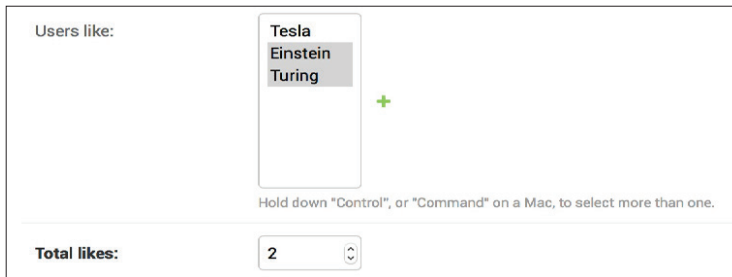 Users like:
Tesla
Einstein
Turing
Hold down "Control", or "Command" on a Mac, to select more than one.
Total likes:
2